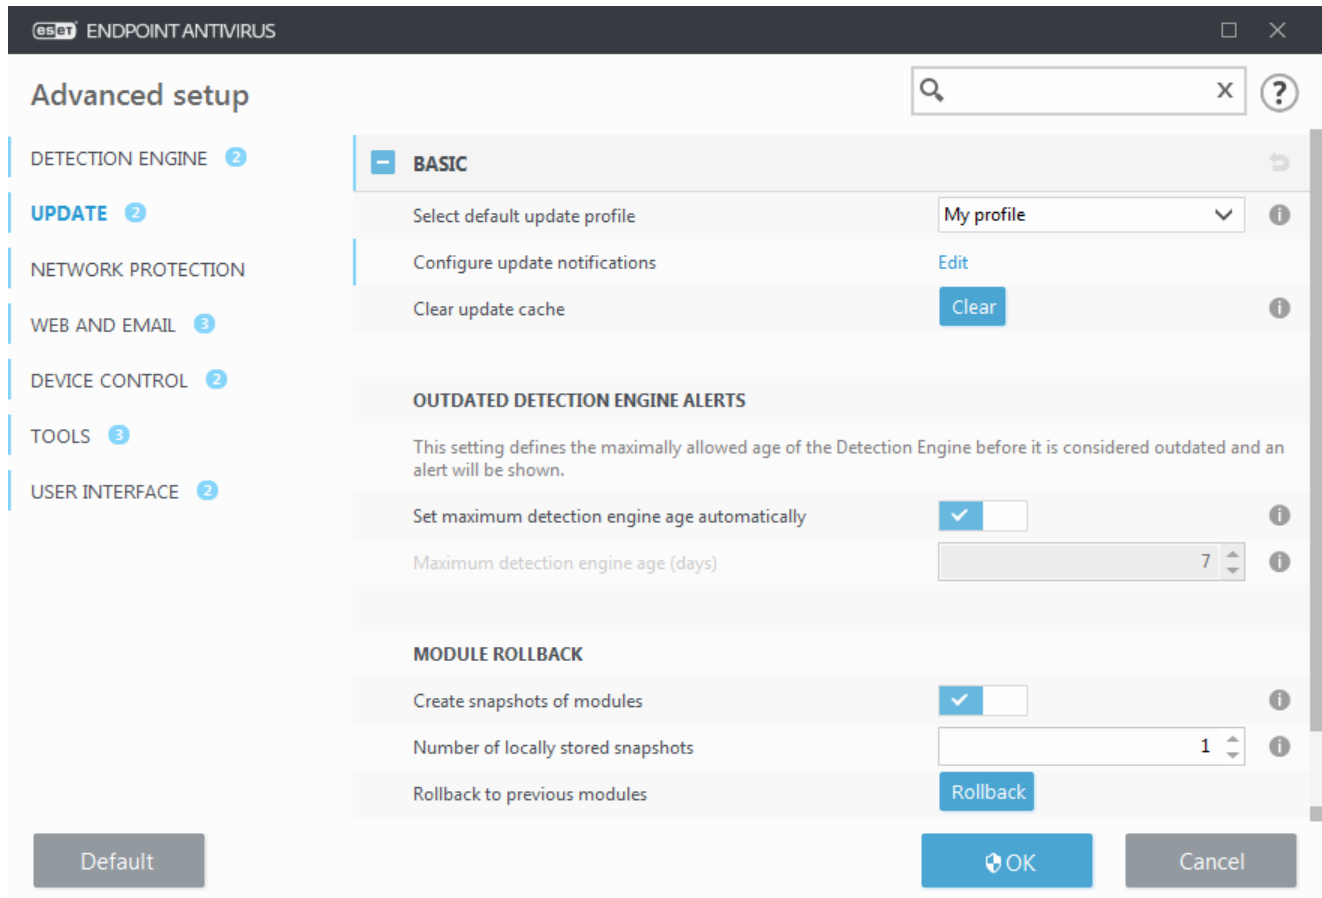 eset ENDPOINT ANTIVIRUS
Advanced setup
?
DETECTION ENGINE 2
UPDATE 2
NETWORK PROTECTION
WEB AND EMAIL 3
DEVICE CONTROL 2
TOOLS 3
USER INTERFACE 2
BASIC
Select default update profile My profile
Configure update notifications Edit
Clear update cache Clear
OUTDATED DETECTION ENGINE ALERTS
This setting defines the maximally allowed age of the Detection Engine before it is considered outdated and an
alert will be shown.
Set maximum detection engine age automatically
Maximum detection engine age (days) 7
MODULE ROLLBACK
Create snapshots of modules
Number of locally stored snapshots 1
Rollback to previous modules Rollback
Default OK Cancel